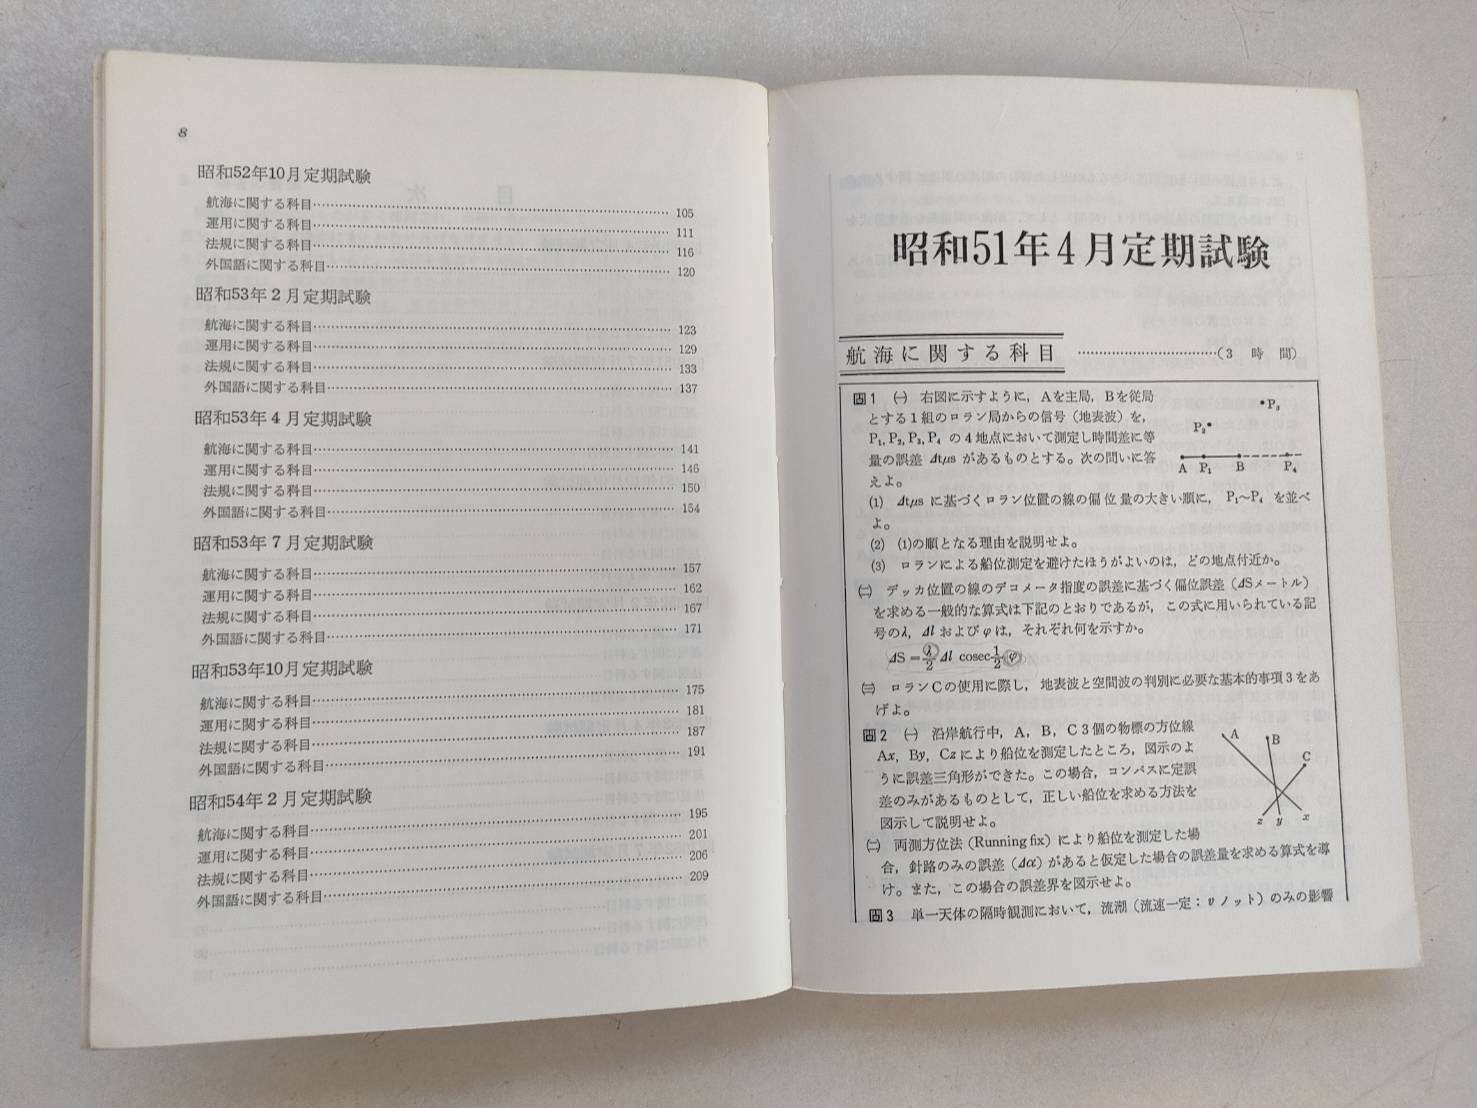 8
昭和52年10月定期試験
航海に関する科目……………………………………………105
運用に関する科目……………………………………………111
法規に関する科目……………………………………………116
外国語に関する科目…………………………………………120
昭和53年2月定期試験
航海に関する科目……………………………………………123
運用に関する科目……………………………………………129
法規に関する科目……………………………………………133
外国語に関する科目…………………………………………137
昭和53年4月定期試験
航海に関する科目……………………………………………141
運用に関する科目……………………………………………146
法規に関する科目……………………………………………150
外国語に関する科目…………………………………………154
昭和53年7月定期試験
航海に関する科目……………………………………………157
運用に関する科目……………………………………………162
法規に関する科目……………………………………………167
外国語に関する科目…………………………………………171
昭和53年10月定期試験
航海に関する科目……………………………………………175
運用に関する科目……………………………………………181
法規に関する科目……………………………………………187
外国語に関する科目…………………………………………191
昭和54年2月定期試験
航海に関する科目……………………………………………195
運用に関する科目……………………………………………201
法規に関する科目……………………………………………206
外国語に関する科目…………………………………………209
昭和51年4月定期試験
航海に関する科目 ……………………………(3 時 間)
問1 ㈠ 右図に示すように，Aを主局，Bを従局
とする1組のロラン局からの信号（地表波）を，
P₁, P₂, P₃, P₄ の4地点において測定し時間差に等
量の誤差 Δtμs があるものとする。次の問いに答
えよ。
P₃
P₂
A P₁ B P₄
(1) Δtμs に基づくロラン位置の線の偏位量の大きい順に， P₁～P₄ を並べ
よ。
(2) (1)の順となる理由を説明せよ。
(3) ロランによる船位測定を避けたほうがよいのは，どの地点付近か。
㈡ デッカ位置の線のデコメータ指度の誤差に基づく偏位誤差（ΔSメートル）
を求める一般的な算式は下記のとおりであるが，この式に用いられている記
号のλ，Δl および φ は，それぞれ何を示すか。
ΔS = λ/2 Δl cosec 1/2 φ
㈢ ロランCの使用に際し，地表波と空間波の判別に必要な基本的事項3をあ
げよ。
問2 ㈠ 沿岸航行中，A，B，C 3個の物標の方位線
Ax，By，Czにより船位を測定したところ，図示のよ
うに誤差三角形ができた。この場合，コンパスに定誤
差のみがあるものとして，正しい船位を求める方法を
図示して説明せよ。
A B C
z y x
㈡ 両測方位法（Running fix）により船位を測定した場
合，針路のみの誤差（Δα）があると仮定した場合の誤差量を求める算式を導
け。また，この場合の誤差界を図示せよ。
問3 単一天体の隔時観測において，流潮（流速一定：vノット）のみの影響